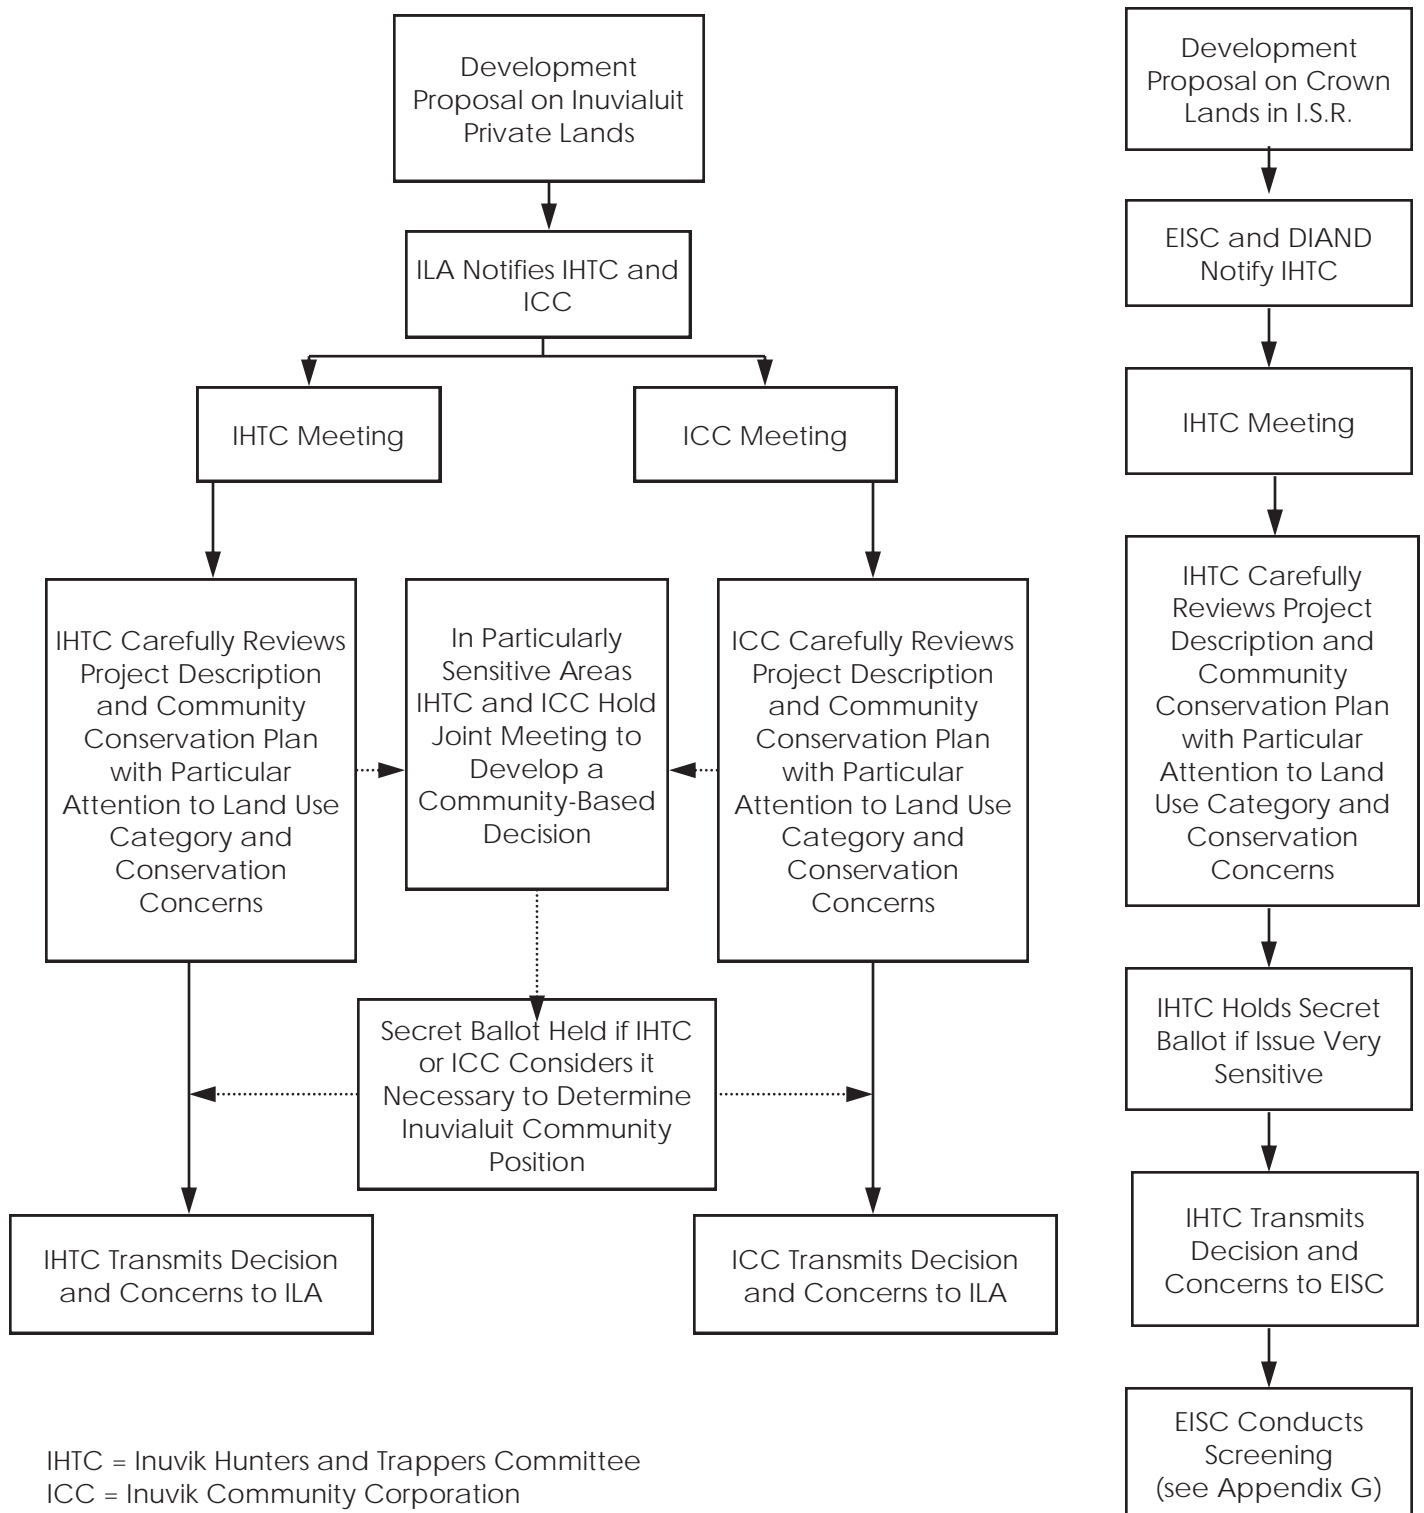 Development
Proposal on Inuvialuit
Private Lands
ILA Notifies IHTC and
ICC
IHTC Meeting
ICC Meeting
IHTC Carefully Reviews
Project Description
and Community
Conservation Plan
with Particular
Attention to Land Use
Category and
Conservation
Concerns
In Particularly
Sensitive Areas
IHTC and ICC Hold
Joint Meeting to
Develop a
Community-Based
Decision
ICC Carefully Reviews
Project Description
and Community
Conservation Plan
with Particular
Attention to Land Use
Category and
Conservation
Concerns
Secret Ballot Held if IHTC
or ICC Considers it
Necessary to Determine
Inuvialuit Community
Position
IHTC Transmits Decision
and Concerns to ILA
ICC Transmits Decision
and Concerns to ILA
Development
Proposal on Crown
Lands in I.S.R.
EISC and DIAND
Notify IHTC
IHTC Meeting
IHTC Carefully
Reviews Project
Description and
Community
Conservation Plan
with Particular
Attention to Land
Use Category and
Conservation
Concerns
IHTC Holds Secret
Ballot if Issue Very
Sensitive
IHTC Transmits
Decision and
Concerns to EISC
EISC Conducts
Screening
(see Appendix G)
IHTC = Inuvik Hunters and Trappers Committee
ICC = Inuvik Community Corporation